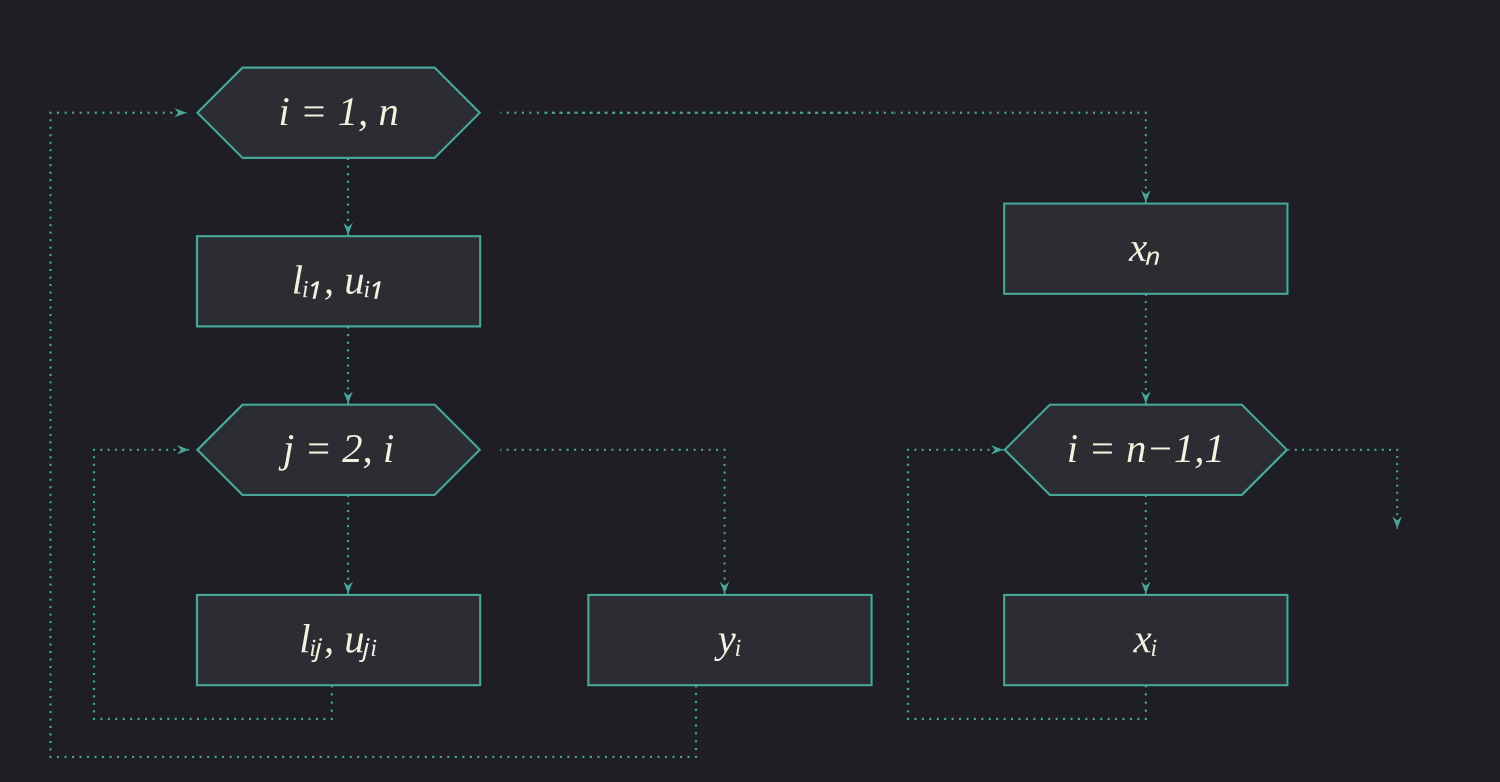 i = 1, n
lᵢ₁, uᵢ₁
xₙ
j = 2, i
i = n−1,1
lᵢⱼ, uⱼᵢ
yᵢ
xᵢ